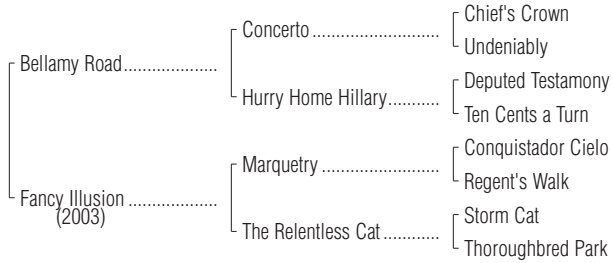 Chief's Crown
Concerto
Undeniably
Bellamy Road
Deputed Testamony
Hurry Home Hillary
Ten Cents a Turn
Conquistador Cielo
Marquetry
Regent's Walk
Fancy Illusion
(2003)
Storm Cat
The Relentless Cat
Thoroughbred Park